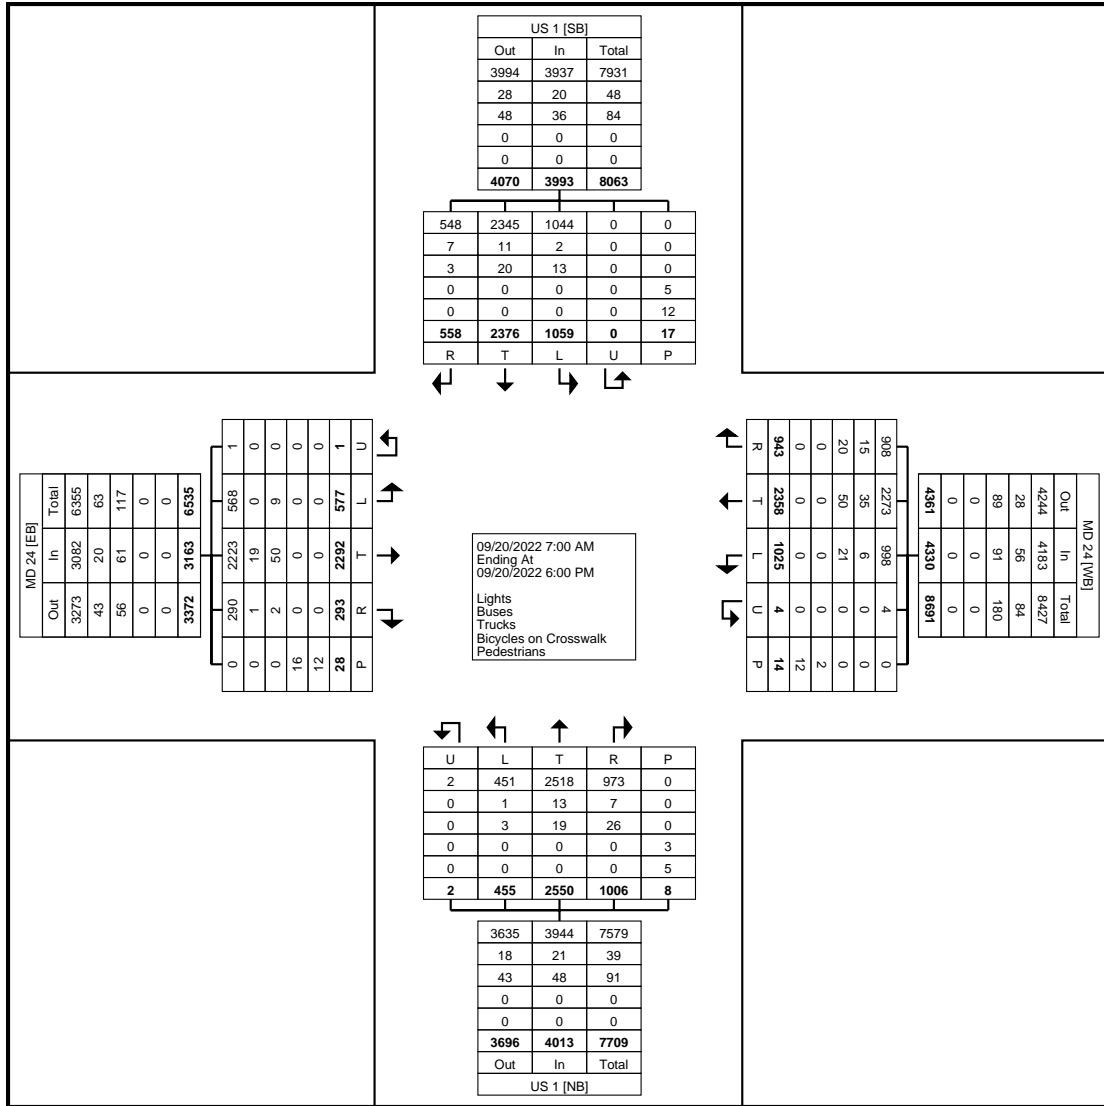 US 1 [SB]
Out In Total
3994 3937 7931
28 20 48
48 36 84
0 0 0
0 0 0
4070 3993 8063
548 2345 1044 0 0
7 11 2 0 0
3 20 13 0 0
0 0 0 0 5
0 0 0 0 12
558 2376 1059 0 17
R T L U P
MD 24 [EB]
Total 6355 63 117 0 0 6535
In 3082 20 61 0 0 3163
Out 3273 43 56 0 0 3372
1 0 0 0 0 1 U
568 0 9 0 0 577 L
2223 19 50 0 0 2292 T
290 1 2 0 0 293 R
0 0 0 16 12 28 P
09/20/2022 7:00 AM
Ending At
09/20/2022 6:00 PM
Lights
Buses
Trucks
Bicycles on Crosswalk
Pedestrians
R 943 0 0 20 15 908
T 2358 0 0 50 35 2273
L 1025 0 0 21 6 998
U 4 0 0 0 0 4
P 14 12 2 0 0 0
4361 0 0 89 28 4244 Out
4330 0 0 91 56 4183 In
8691 0 0 180 84 8427 Total
MD 24 [WB]
U L T R P
2 451 2518 973 0
0 1 13 7 0
0 3 19 26 0
0 0 0 0 3
0 0 0 0 5
2 455 2550 1006 8
3635 3944 7579
18 21 39
43 48 91
0 0 0
0 0 0
3696 4013 7709
Out In Total
US 1 [NB]